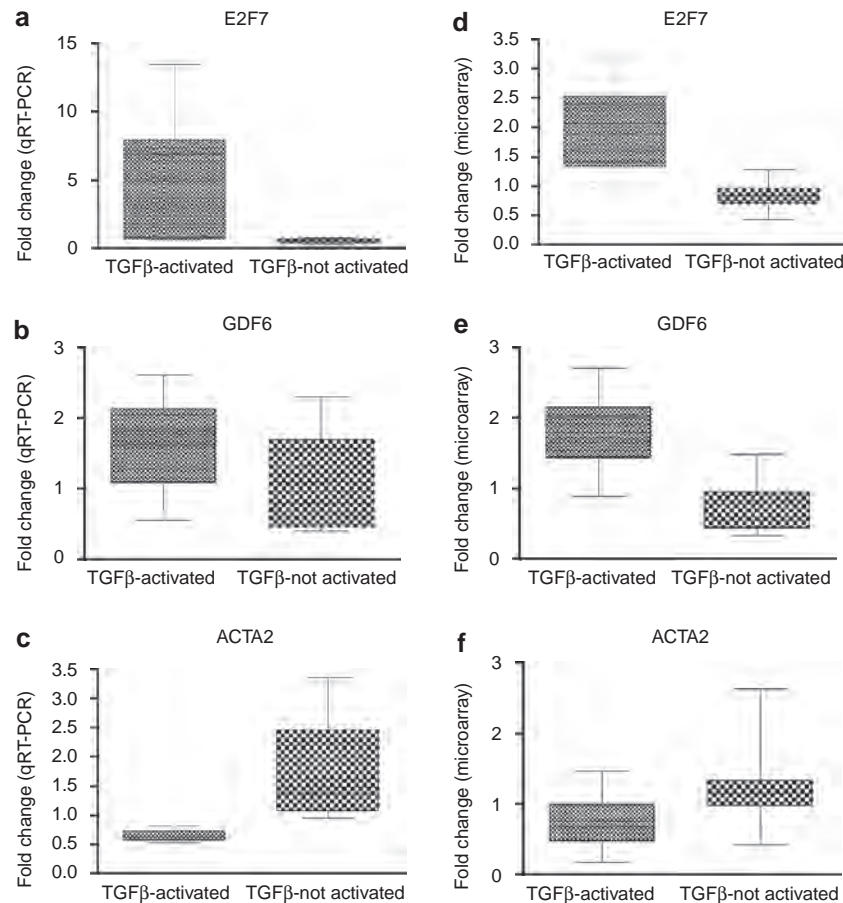 a
E2F7
Fold change (qRT-PCR)
15
10
5
0
TGFβ-activated TGFβ-not activated
d
E2F7
Fold change (microarray)
3.5
3.0
2.5
2.0
1.5
1.0
0.5
0.0
TGFβ-activated TGFβ-not activated
b
GDF6
Fold change (qRT-PCR)
3
2
1
0
TGFβ-activated TGFβ-not activated
e
GDF6
Fold change (microarray)
3
2
1
0
TGFβ-activated TGFβ-not activated
c
ACTA2
Fold change (qRT-PCR)
3.5
3.0
2.5
2.0
1.5
1.0
0.5
0.0
TGFβ-activated TGFβ-not activated
f
ACTA2
Fold change (microarray)
3
2
1
0
TGFβ-activated TGFβ-not activated